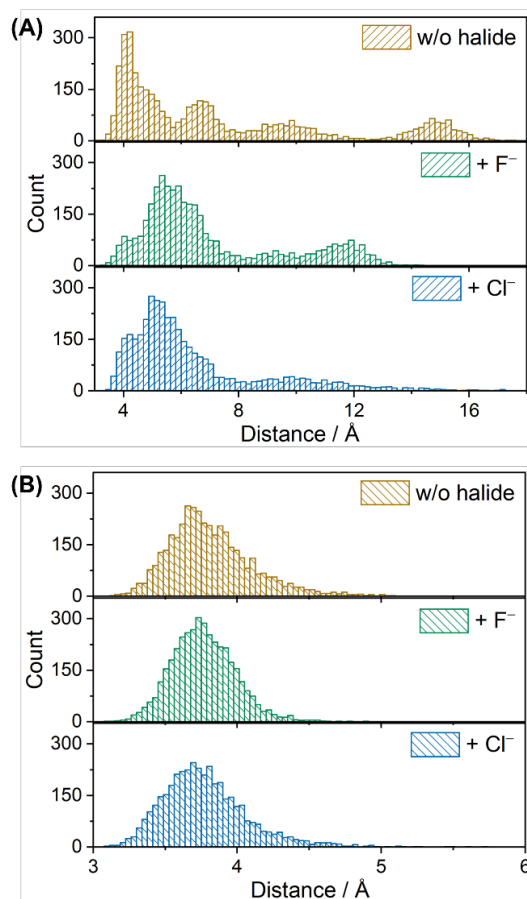 (A)
300
150
0
w/o halide
300
150
0
+ F⁻
300
150
0
+ Cl⁻
Count
4 8 12 16
Distance / Å
(B)
300
150
0
w/o halide
300
150
0
+ F⁻
300
150
0
+ Cl⁻
Count
3 4 5 6
Distance / Å